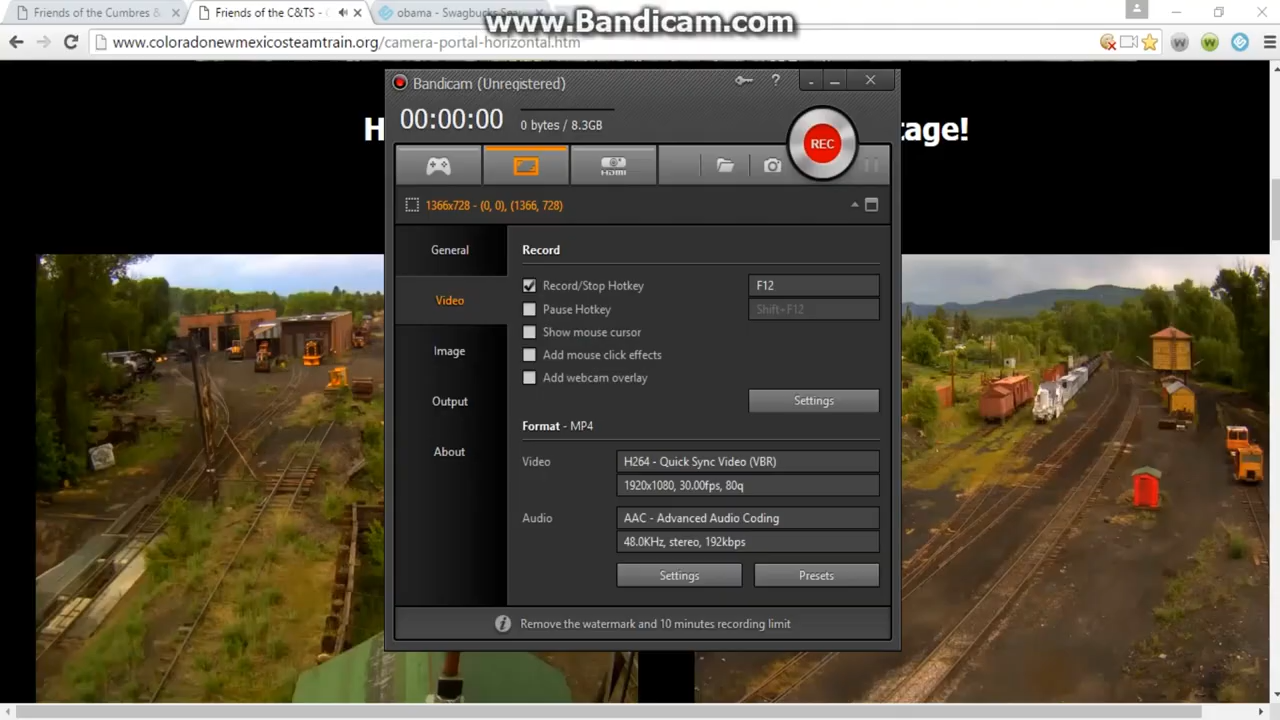 Friends of the Cumbres &
Friends of the C&TS -
obama - Swagbucks
www.Bandicam.com
www.coloradonewmexicosteamtrain.org/camera-portal-horizontal.htm
Bandicam (Unregistered)
?
00:00:00
0 bytes / 8.3GB
REC
H
tage!
HDMI
1366x728 - (0, 0), (1366, 728)
General
Video
Image
Output
About
Record
Record/Stop Hotkey
F12
Pause Hotkey
Shift+F12
Show mouse cursor
Add mouse click effects
Add webcam overlay
Settings
Format - MP4
Video
H264 - Quick Sync Video (VBR)
1920x1080, 30.00fps, 80q
Audio
AAC - Advanced Audio Coding
48.0KHz, stereo, 192kbps
Settings
Presets
Remove the watermark and 10 minutes recording limit